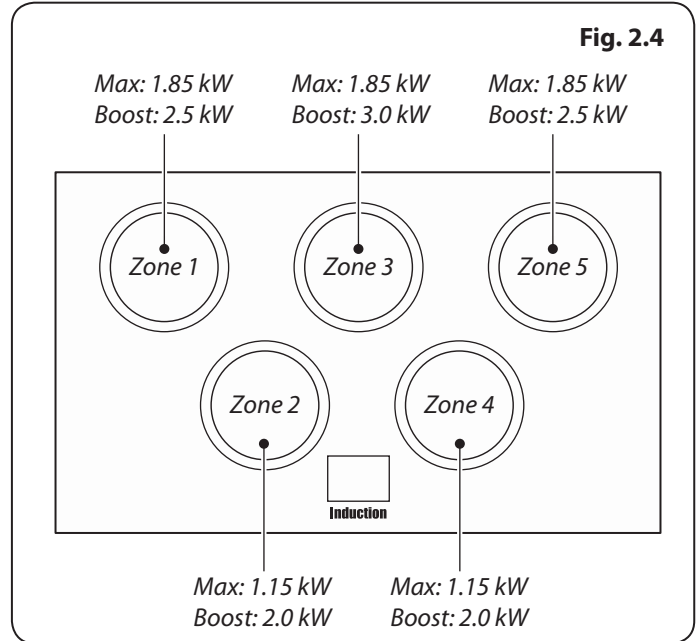 Fig. 2.4
Max: 1.85 kW
Boost: 2.5 kW
Max: 1.85 kW
Boost: 3.0 kW
Max: 1.85 kW
Boost: 2.5 kW
Zone 1
Zone 3
Zone 5
Zone 2
Zone 4
Induction
Max: 1.15 kW
Boost: 2.0 kW
Max: 1.15 kW
Boost: 2.0 kW